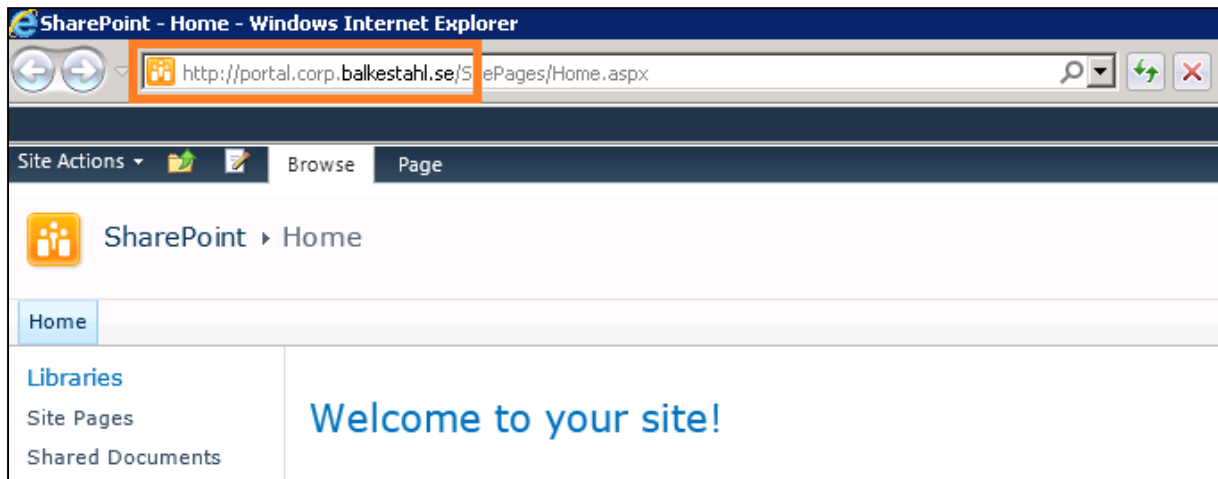 SharePoint - Home - Windows Internet Explorer
http://portal.corp.balkestahl.se/S ePages/Home.aspx
Site Actions Browse Page
SharePoint Home
Home
Libraries
Site Pages
Welcome to your site!
Shared Documents